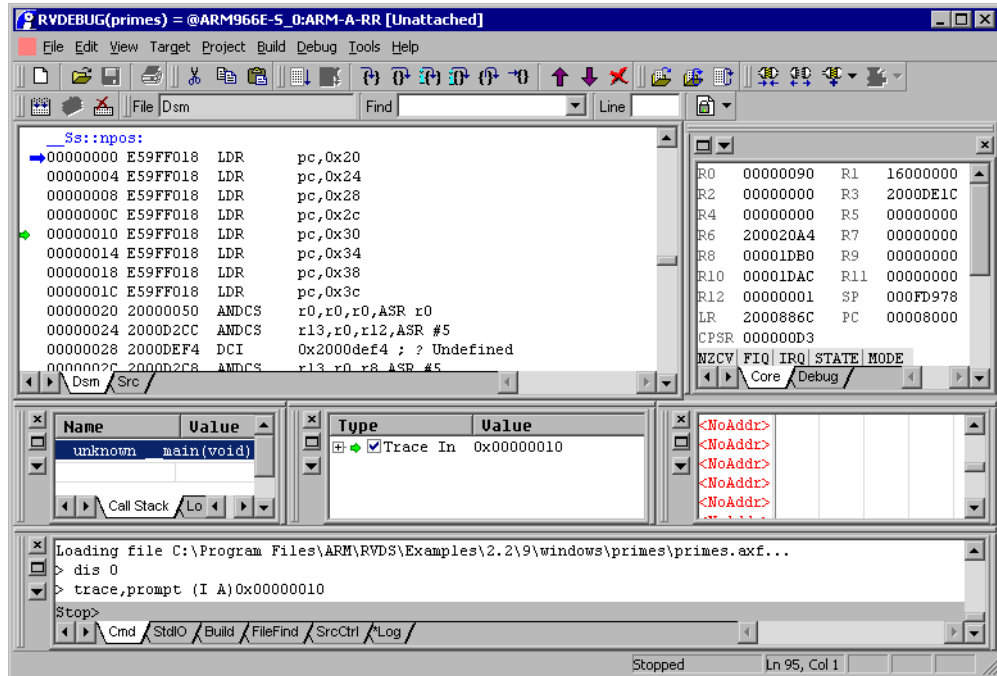 RVDEBUG(primes) = @ARM966E-S_0:ARM-A-RR [Unattached]
File Edit View Target Project Build Debug Tools Help
File Dsm Find Line
__Ss::npos:
00000000 E59FF018 LDR pc,0x20
00000004 E59FF018 LDR pc,0x24
00000008 E59FF018 LDR pc,0x28
0000000C E59FF018 LDR pc,0x2c
00000010 E59FF018 LDR pc,0x30
00000014 E59FF018 LDR pc,0x34
00000018 E59FF018 LDR pc,0x38
0000001C E59FF018 LDR pc,0x3c
00000020 20000050 ANDCS r0,r0,r0,ASR r0
00000024 2000D2CC ANDCS r13,r0,r12,ASR #5
00000028 2000DEF4 DCI 0x2000def4 ; ? Undefined
0000002C 2000D2C8 ANDCS r13,r0,r8,ASR #5
Dsm Src
R0 00000090 R1 16000000
R2 00000000 R3 2000DE1C
R4 00000000 R5 00000000
R6 200020A4 R7 00000000
R8 00001DB0 R9 00000000
R10 00001DAC R11 00000000
R12 00000001 SP 000FD978
LR 2000886C PC 00008000
CPSR 000000D3
NZCV FIQ IRQ STATE MODE
Core Debug
Name Value
unknown __main(void)
Call Stack Lo
Type Value
Trace In 0x00000010
<NoAddr>
<NoAddr>
<NoAddr>
<NoAddr>
<NoAddr>
Loading file C:\Program Files\ARM\RVDS\Examples\2.2\9\windows\primes\primes.axf...
> dis 0
> trace,prompt (I A)0x00000010
Stop>
Cmd StdIO Build FileFind SrcCtrl *Log
Stopped Ln 95, Col 1